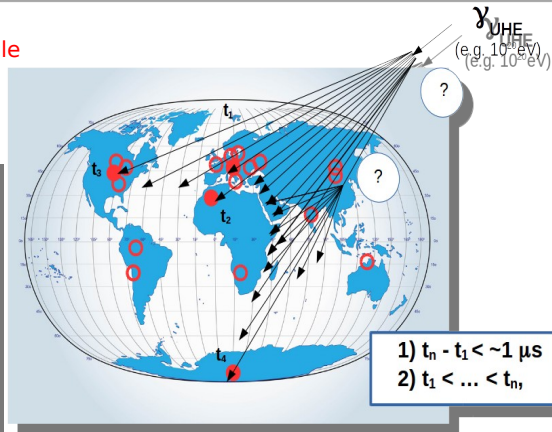 γUHE
(e.g. 10²⁰eV)
le
?
t₁
?
t₃
t₂
t₄
1) tₙ - t₁ < ~1 μs
2) t₁ < ... < tₙ,